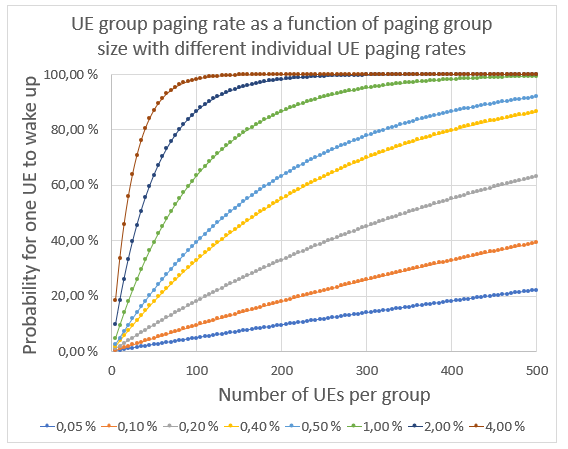 UE group paging rate as a function of paging group
size with different individual UE paging rates
Probability for one UE to wake up
100,00 %
80,00 %
60,00 %
40,00 %
20,00 %
0,00 %
0 100 200 300 400 500
Number of UEs per group
0,05 % 0,10 % 0,20 % 0,40 % 0,50 % 1,00 % 2,00 % 4,00 %